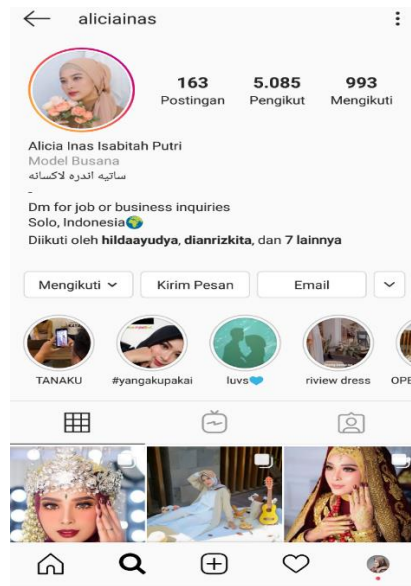 aliciainas
163 5.085 993
Postingan Pengikut Mengikuti
Alicia Inas Isabitah Putri
Model Busana
ساتيه اندره لاكسانه
-
Dm for job or business inquiries
Solo, Indonesia🌍
Diikuti oleh hildaayudya, dianrizkita, dan 7 lainnya
Mengikuti Kirim Pesan Email
TANAKU #yangakupakai luvs💙 riview dress OPE